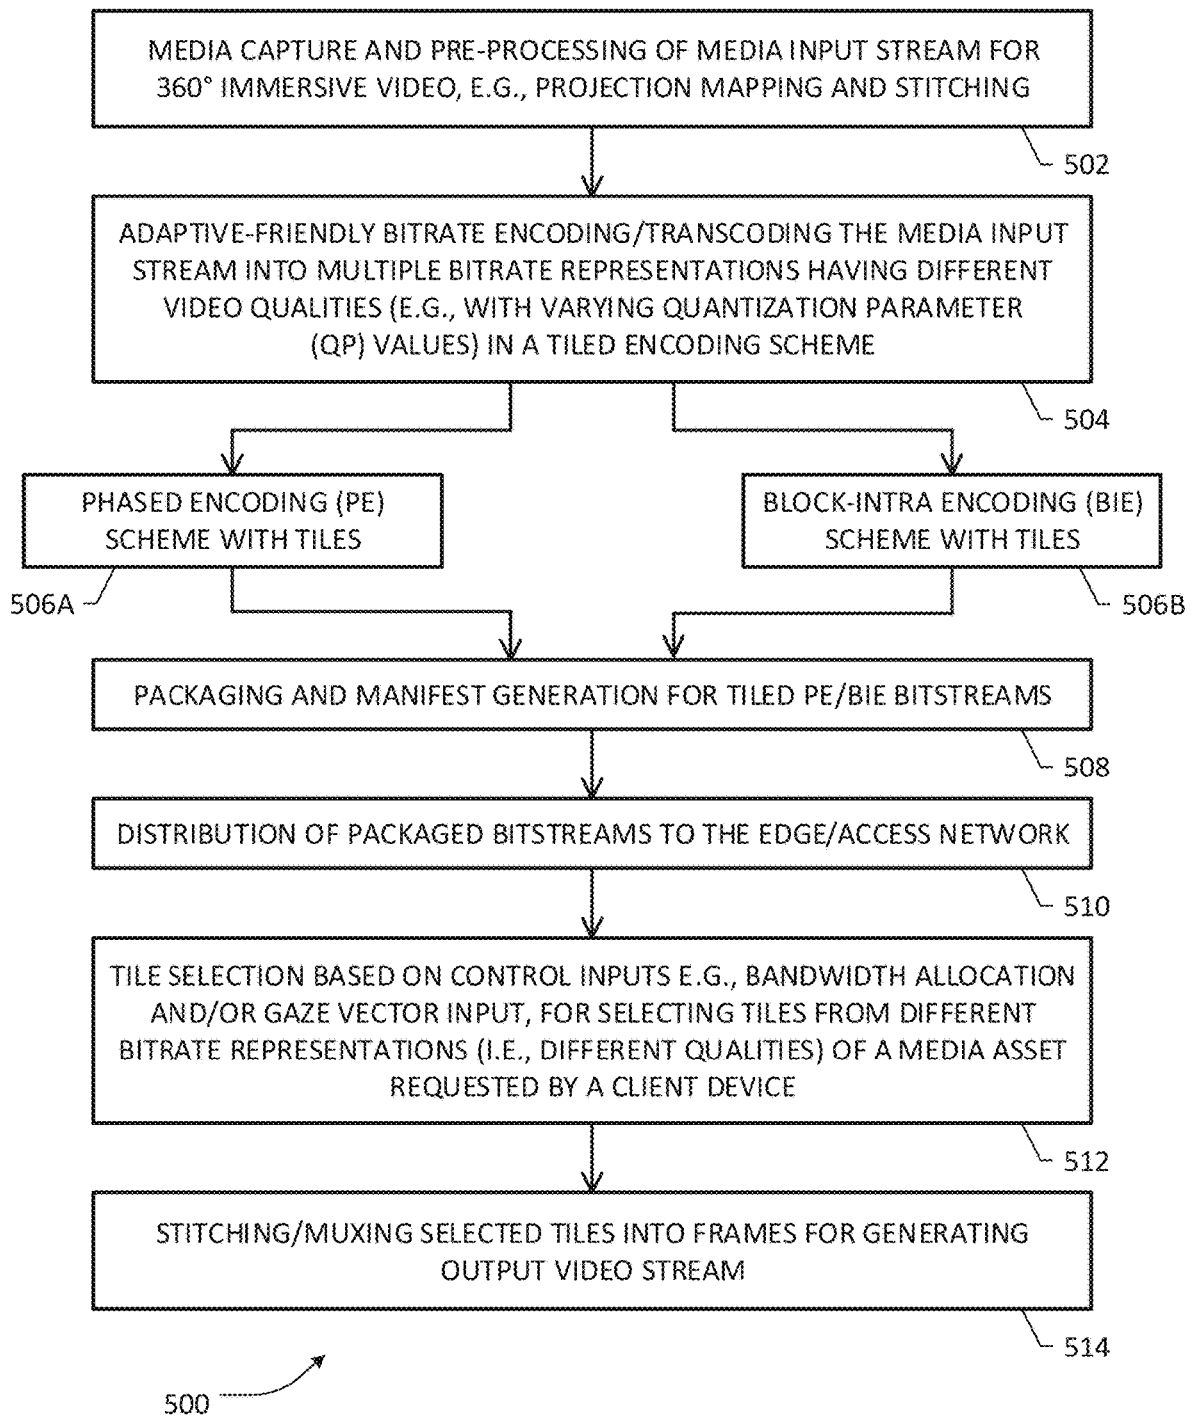 MEDIA CAPTURE AND PRE-PROCESSING OF MEDIA INPUT STREAM FOR
360° IMMERSIVE VIDEO, E.G., PROJECTION MAPPING AND STITCHING
502
ADAPTIVE-FRIENDLY BITRATE ENCODING/TRANSCODING THE MEDIA INPUT
STREAM INTO MULTIPLE BITRATE REPRESENTATIONS HAVING DIFFERENT
VIDEO QUALITIES (E.G., WITH VARYING QUANTIZATION PARAMETER
(QP) VALUES) IN A TILED ENCODING SCHEME
504
PHASED ENCODING (PE)
SCHEME WITH TILES
506A
BLOCK-INTRA ENCODING (BIE)
SCHEME WITH TILES
506B
PACKAGING AND MANIFEST GENERATION FOR TILED PE/BIE BITSTREAMS
508
DISTRIBUTION OF PACKAGED BITSTREAMS TO THE EDGE/ACCESS NETWORK
510
TILE SELECTION BASED ON CONTROL INPUTS E.G., BANDWIDTH ALLOCATION
AND/OR GAZE VECTOR INPUT, FOR SELECTING TILES FROM DIFFERENT
BITRATE REPRESENTATIONS (I.E., DIFFERENT QUALITIES) OF A MEDIA ASSET
REQUESTED BY A CLIENT DEVICE
512
STITCHING/MUXING SELECTED TILES INTO FRAMES FOR GENERATING
OUTPUT VIDEO STREAM
514
500